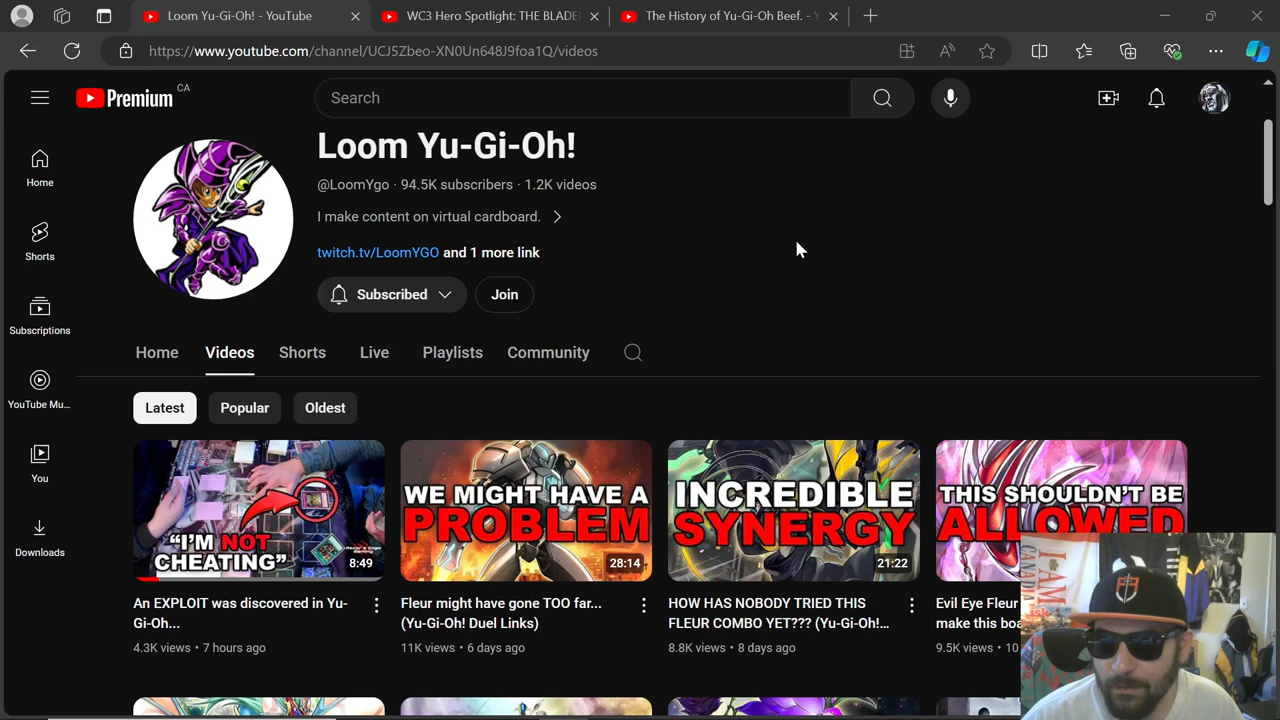 Loom Yu-Gi-Oh! - YouTube
WC3 Hero Spotlight: THE BLADE
The History of Yu-Gi-Oh Beef. - Y
https://www.youtube.com/channel/UCJ5Zbeo-XN0Un648J9foa1Q/videos
Premium
CA
Search
Loom Yu-Gi-Oh!
@LoomYgo · 94.5K subscribers · 1.2K videos
I make content on virtual cardboard.
twitch.tv/LoomYGO and 1 more link
Subscribed
Join
Home
Shorts
Subscriptions
YouTube Mu...
You
Downloads
Home
Videos
Shorts
Live
Playlists
Community
Latest
Popular
Oldest
"I'M NOT
CHEATING"
8:49
WE MIGHT HAVE A
PROBLEM
28:14
INCREDIBLE
SYNERGY
21:22
THIS SHOULDN'T BE
ALLOWED
An EXPLOIT was discovered in Yu-
Gi-Oh...
4.3K views · 7 hours ago
Fleur might have gone TOO far...
(Yu-Gi-Oh! Duel Links)
11K views · 6 days ago
HOW HAS NOBODY TRIED THIS
FLEUR COMBO YET??? (Yu-Gi-Oh!...
8.8K views · 8 days ago
Evil Eye Fleur
make this boa
9.5K views · 10
I AM
CANADA